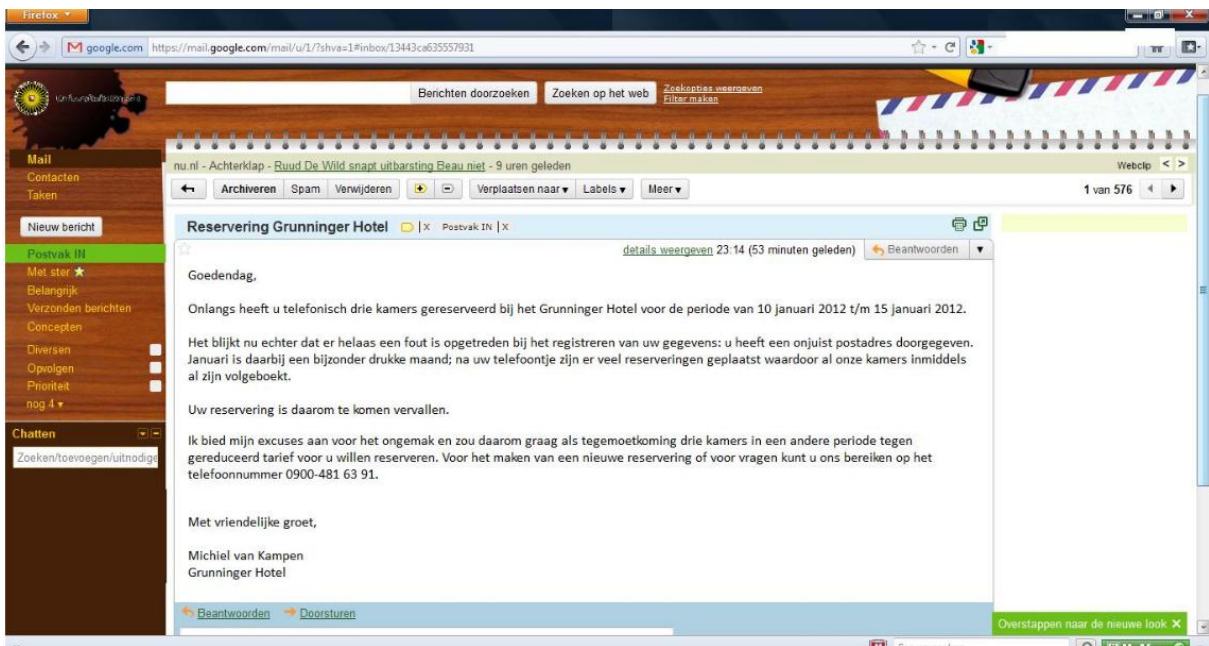 Firefox
google.com https://mail.google.com/mail/u/1/?shva=1#inbox/13443ca635557931
Berichten doorzoeken Zoeken op het web Zoekopties weergeven
Filter maken
Mail
Contacten
Taken
Nieuw bericht
Postvak IN
Met ster
Belangrijk
Verzonden berichten
Concepten
Diversen
Opvolgen
Prioriteit
nog 4
Chatten
Zoeken/toevoegen/uitnodige
nu.nl - Achterklap - Ruud De Wild snapt uitbarsting Beau niet - 9 uren geleden
Webclip < >
Archiveren Spam Verwijderen Verplaatsen naar Labels Meer
1 van 576
Reservering Grunninger Hotel X Postvak IN X
details weergeven 23:14 (53 minuten geleden) Beantwoorden
Goedendag,
Onlangs heeft u telefonisch drie kamers gereserveerd bij het Grunninger Hotel voor de periode van 10 januari 2012 t/m 15 januari 2012.
Het blijkt nu echter dat er helaas een fout is opgetreden bij het registreren van uw gegevens: u heeft een onjuist postadres doorgegeven.
Januari is daarbij een bijzonder drukke maand; na uw telefoontje zijn er veel reserveringen geplaatst waardoor al onze kamers inmiddels
al zijn volgeboekt.
Uw reservering is daarom te komen vervallen.
Ik bied mijn excuses aan voor het ongemak en zou daarom graag als tegemoetkoming drie kamers in een andere periode tegen
gereduceerd tarief voor u willen reserveren. Voor het maken van een nieuwe reservering of voor vragen kunt u ons bereiken op het
telefoonnummer 0900-481 63 91.
Met vriendelijke groet,
Michiel van Kampen
Grunninger Hotel
Beantwoorden Doorsturen
Overstappen naar de nieuwe look X